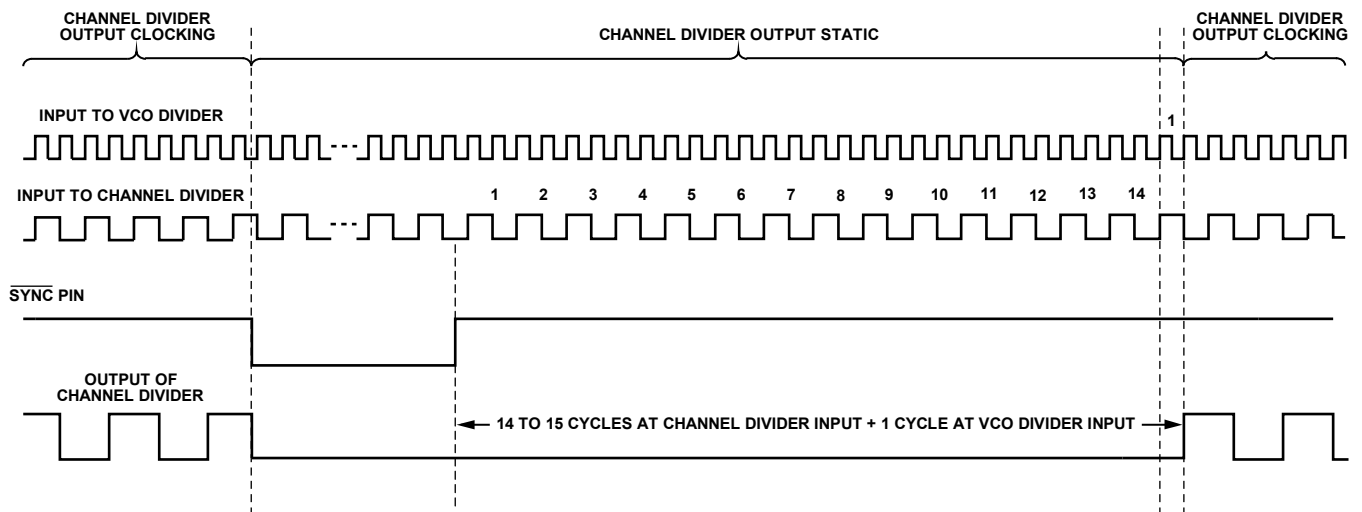 CHANNEL DIVIDER
OUTPUT CLOCKING
CHANNEL DIVIDER OUTPUT STATIC
CHANNEL DIVIDER
OUTPUT CLOCKING
INPUT TO VCO DIVIDER
1
INPUT TO CHANNEL DIVIDER
1 2 3 4 5 6 7 8 9 10 11 12 13 14
SYNC PIN
OUTPUT OF
CHANNEL DIVIDER
14 TO 15 CYCLES AT CHANNEL DIVIDER INPUT + 1 CYCLE AT VCO DIVIDER INPUT